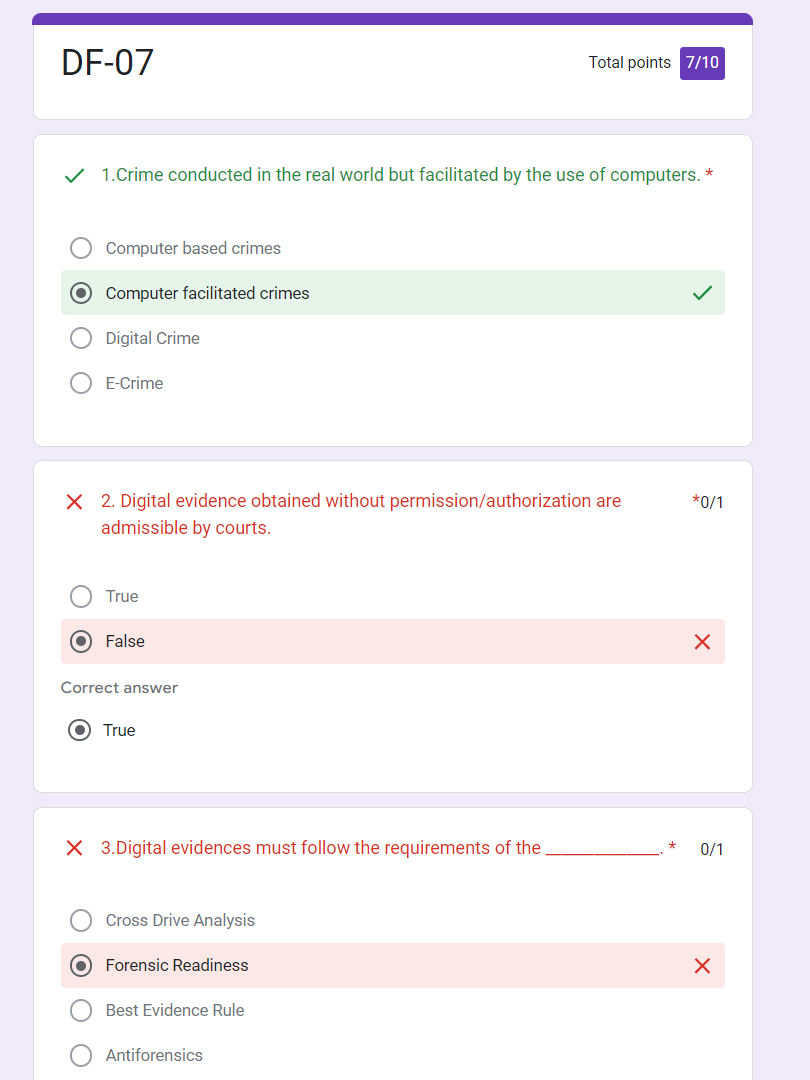 DF-07
Total points 7/10
1.Crime conducted in the real world but facilitated by the use of computers. *
Computer based crimes
Computer facilitated crimes
Digital Crime
E-Crime
2. Digital evidence obtained without permission/authorization are *0/1
admissible by courts.
True
False
Correct answer
True
3.Digital evidences must follow the requirements of the ______________. * 0/1
Cross Drive Analysis
Forensic Readiness
Best Evidence Rule
Antiforensics